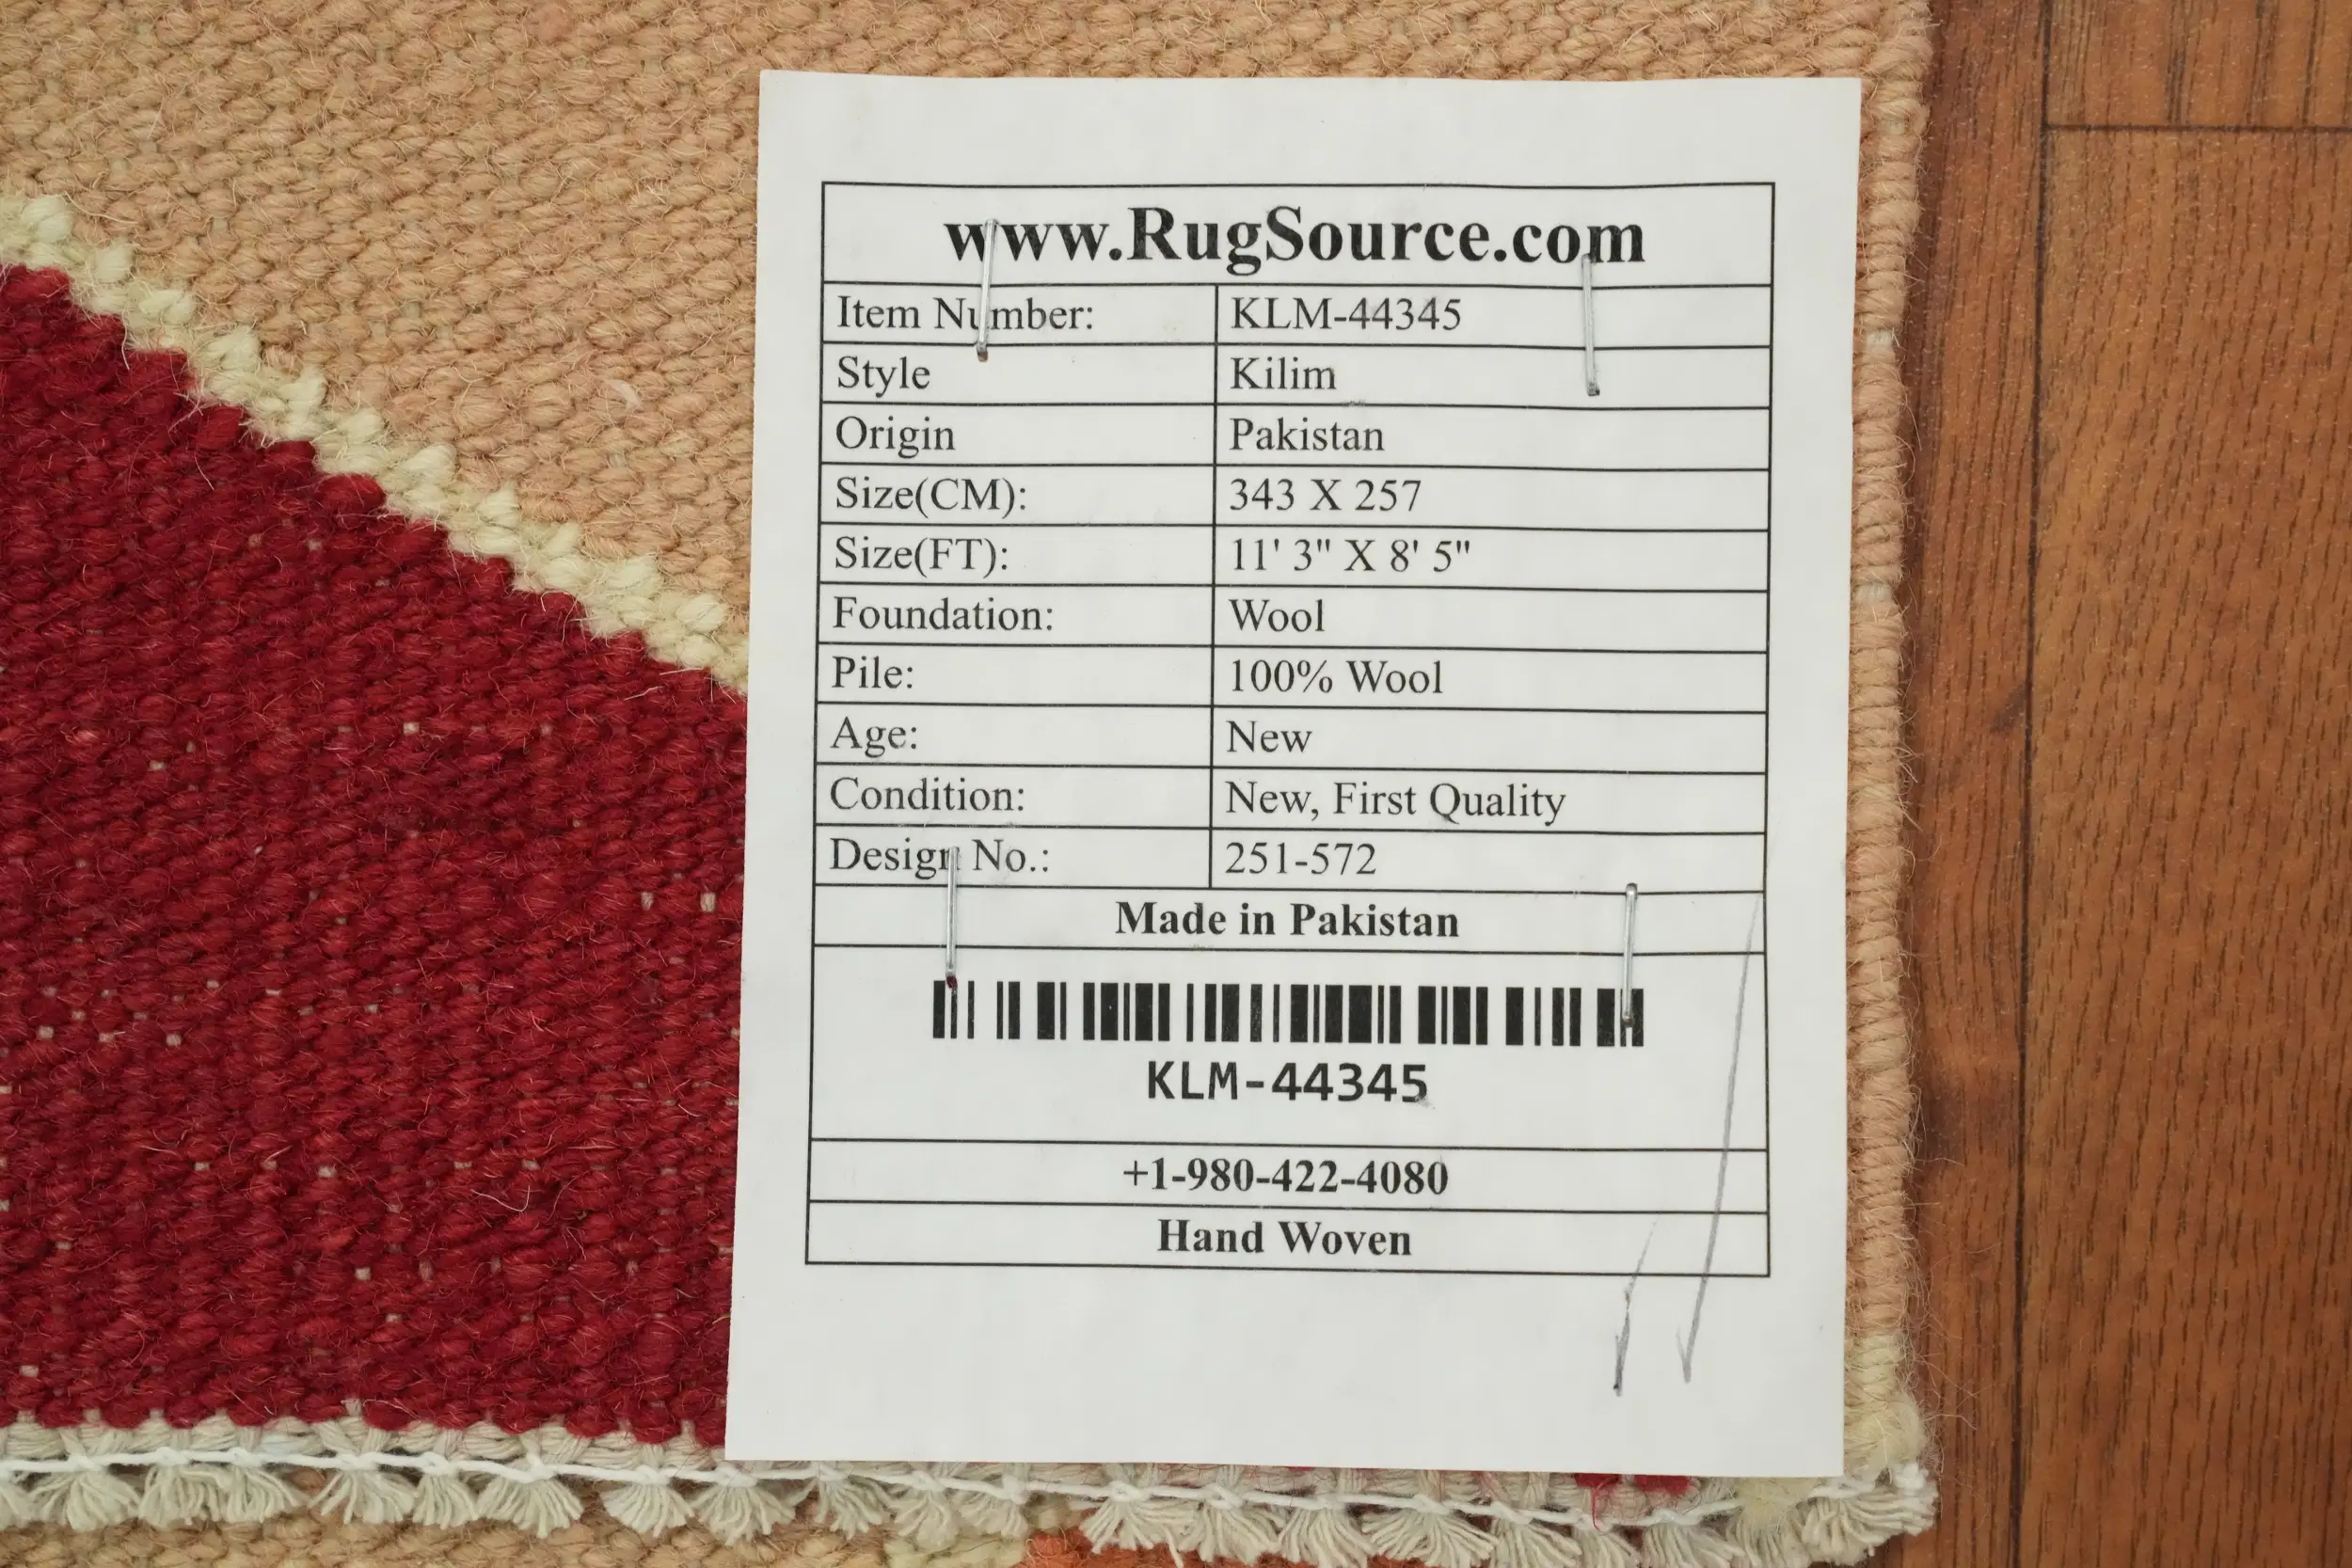 www.RugSource.com
Item Number: KLM-44345
Style Kilim
Origin Pakistan
Size(CM): 343 X 257
Size(FT): 11' 3" X 8' 5"
Foundation: Wool
Pile: 100% Wool
Age: New
Condition: New, First Quality
Design No.: 251-572
Made in Pakistan
KLM-44345
+1-980-422-4080
Hand Woven